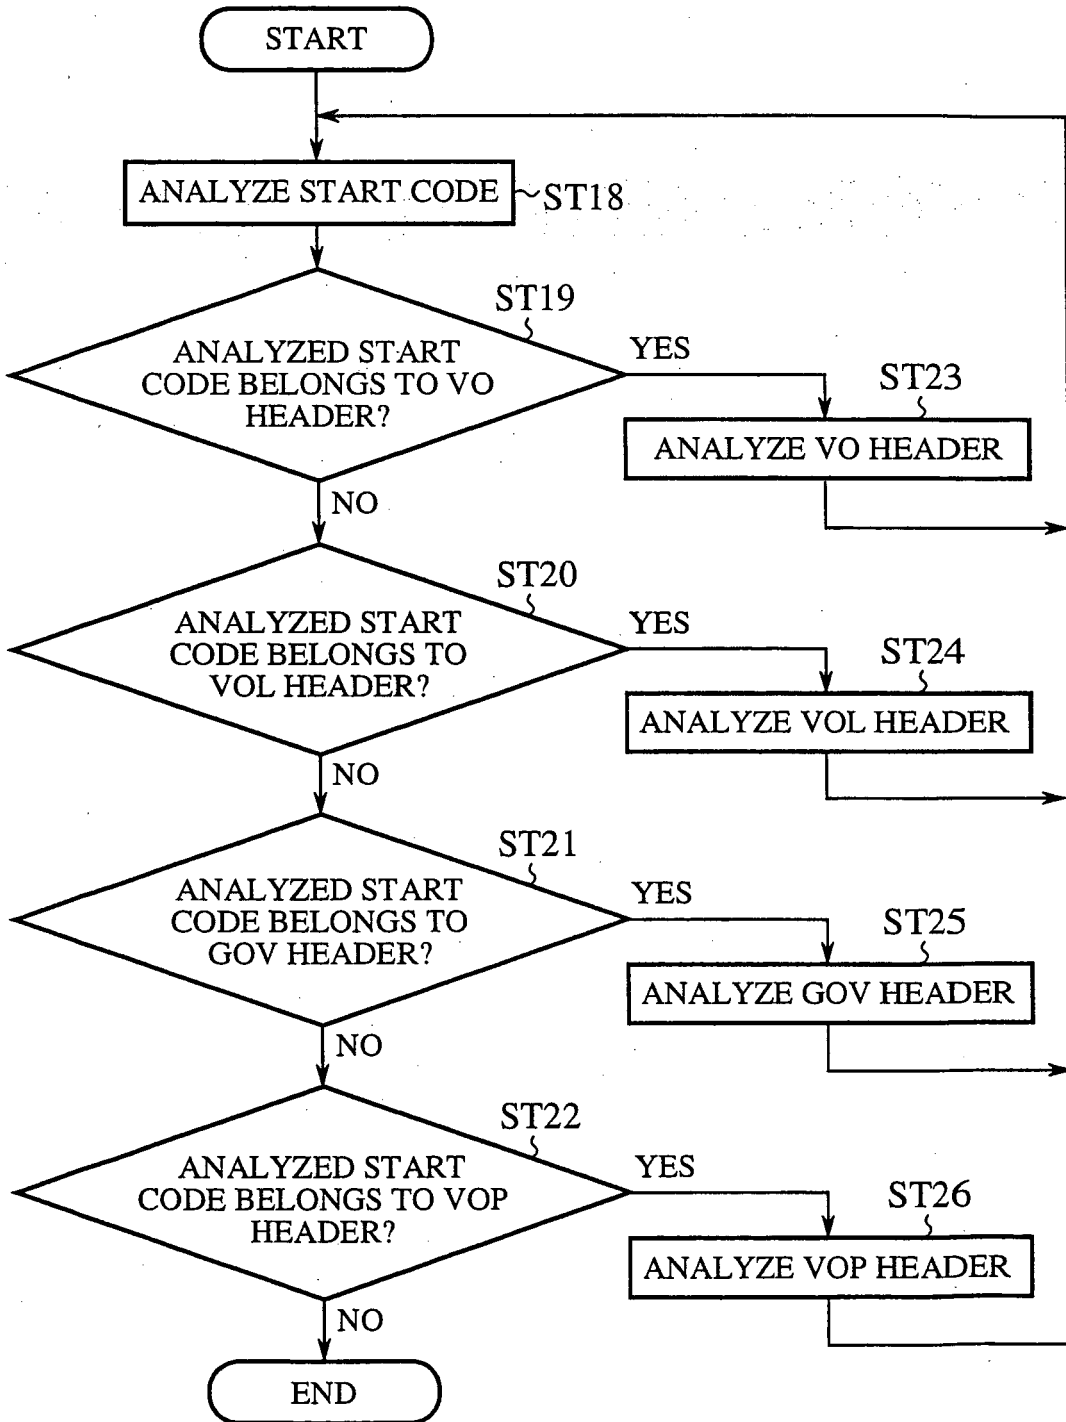 START
ANALYZE START CODE
ST18
ST19
ANALYZED START
CODE BELONGS TO VO
HEADER?
YES
ST23
ANALYZE VO HEADER
NO
ST20
ANALYZED START
CODE BELONGS TO
VOL HEADER?
YES
ST24
ANALYZE VOL HEADER
NO
ST21
ANALYZED START
CODE BELONGS TO
GOV HEADER?
YES
ST25
ANALYZE GOV HEADER
NO
ST22
ANALYZED START
CODE BELONGS TO VOP
HEADER?
YES
ST26
ANALYZE VOP HEADER
NO
END